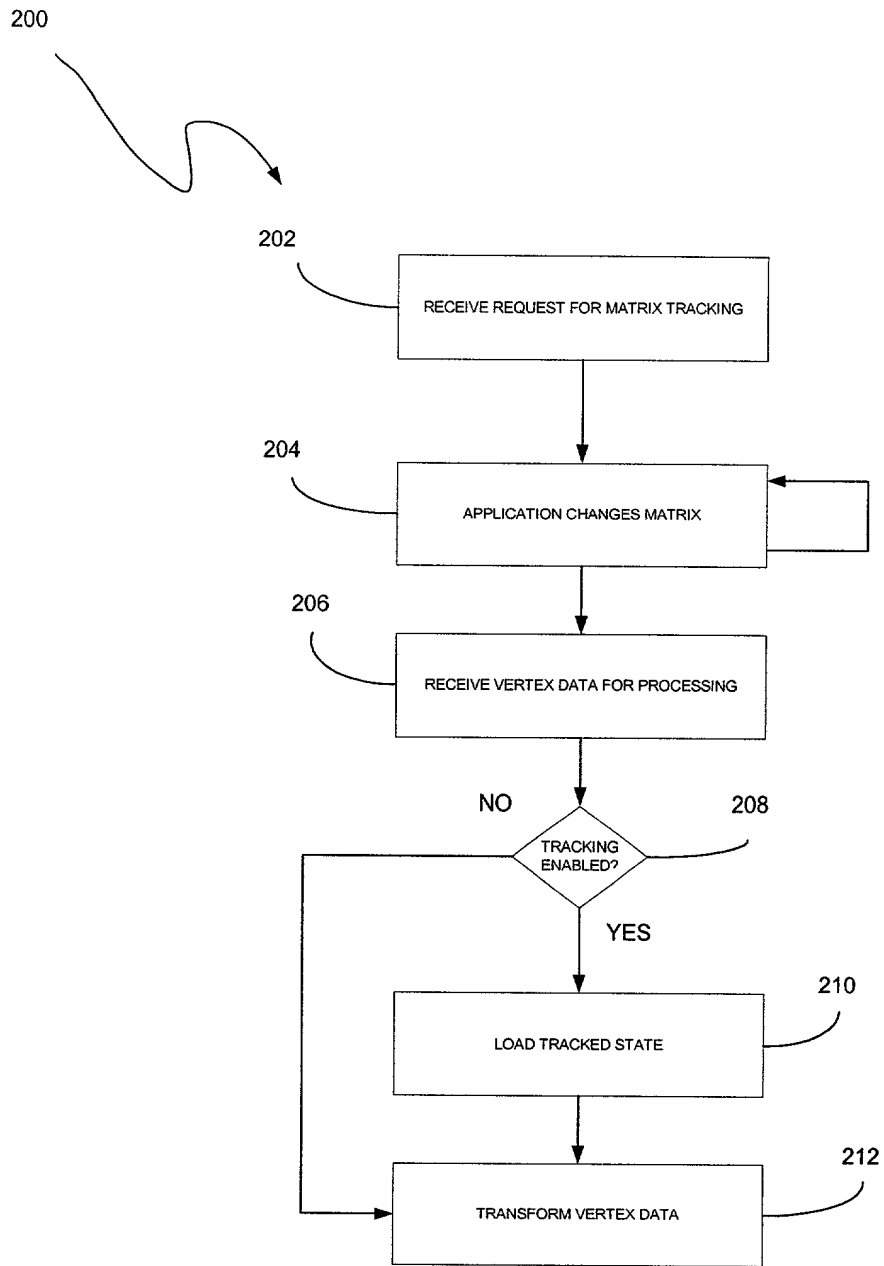 200
202
RECEIVE REQUEST FOR MATRIX TRACKING
204
APPLICATION CHANGES MATRIX
206
RECEIVE VERTEX DATA FOR PROCESSING
NO
208
TRACKING
ENABLED?
YES
210
LOAD TRACKED STATE
212
TRANSFORM VERTEX DATA